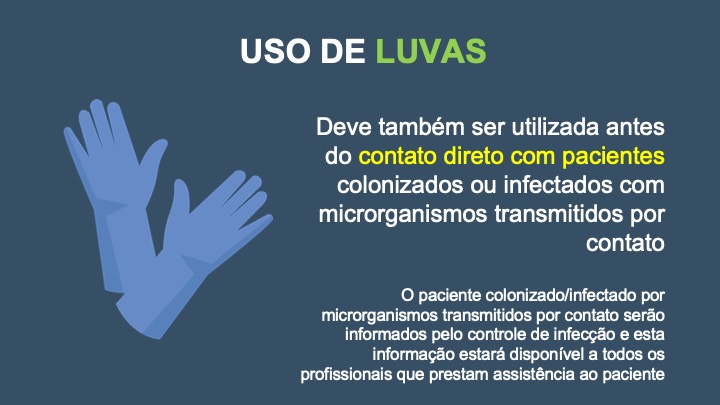 USO DE LUVAS
Deve também ser utilizada antes
do contato direto com pacientes
colonizados ou infectados com
microrganismos transmitidos por
contato
O paciente colonizado/infectado por
microrganismos transmitidos por contato serão
informados pelo controle de infecção e esta
informação estará disponível a todos os
profissionais que prestam assistência ao paciente